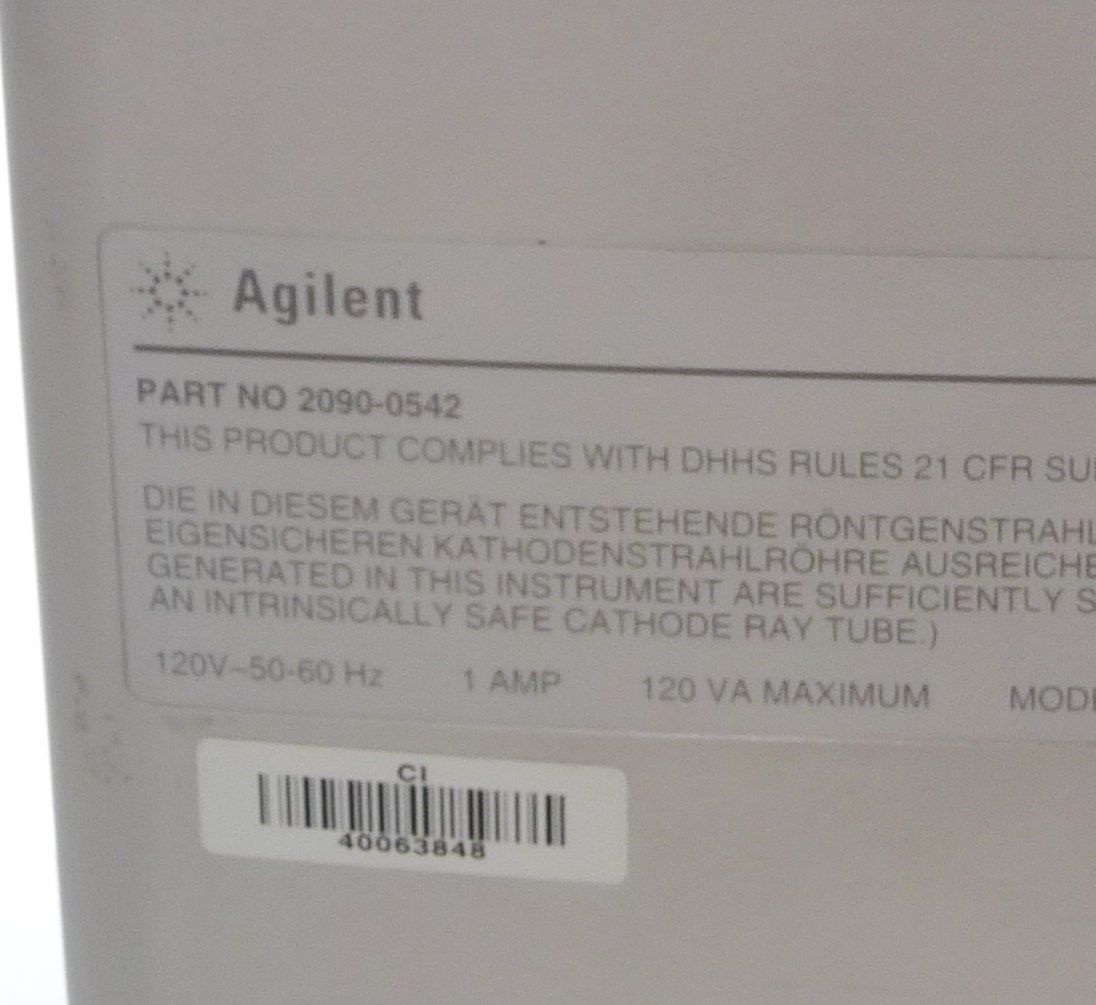 Agilent
PART NO 2090-0542
THIS PRODUCT COMPLIES WITH DHHS RULES 21 CFR
DIE IN DIESEM GERÄT ENTSTEHENDE
EIGENSICHEREN KATHODENSTRAHLRÖHRE
GENERATED IN THIS INSTRUMENT ARE SUFFICIENTLY
AN INTRINSICALLY SAFE CATHODE RAY TUBE.)
120V~50-60 Hz 1 AMP 120 VA MAXIMUM
CI
40063848